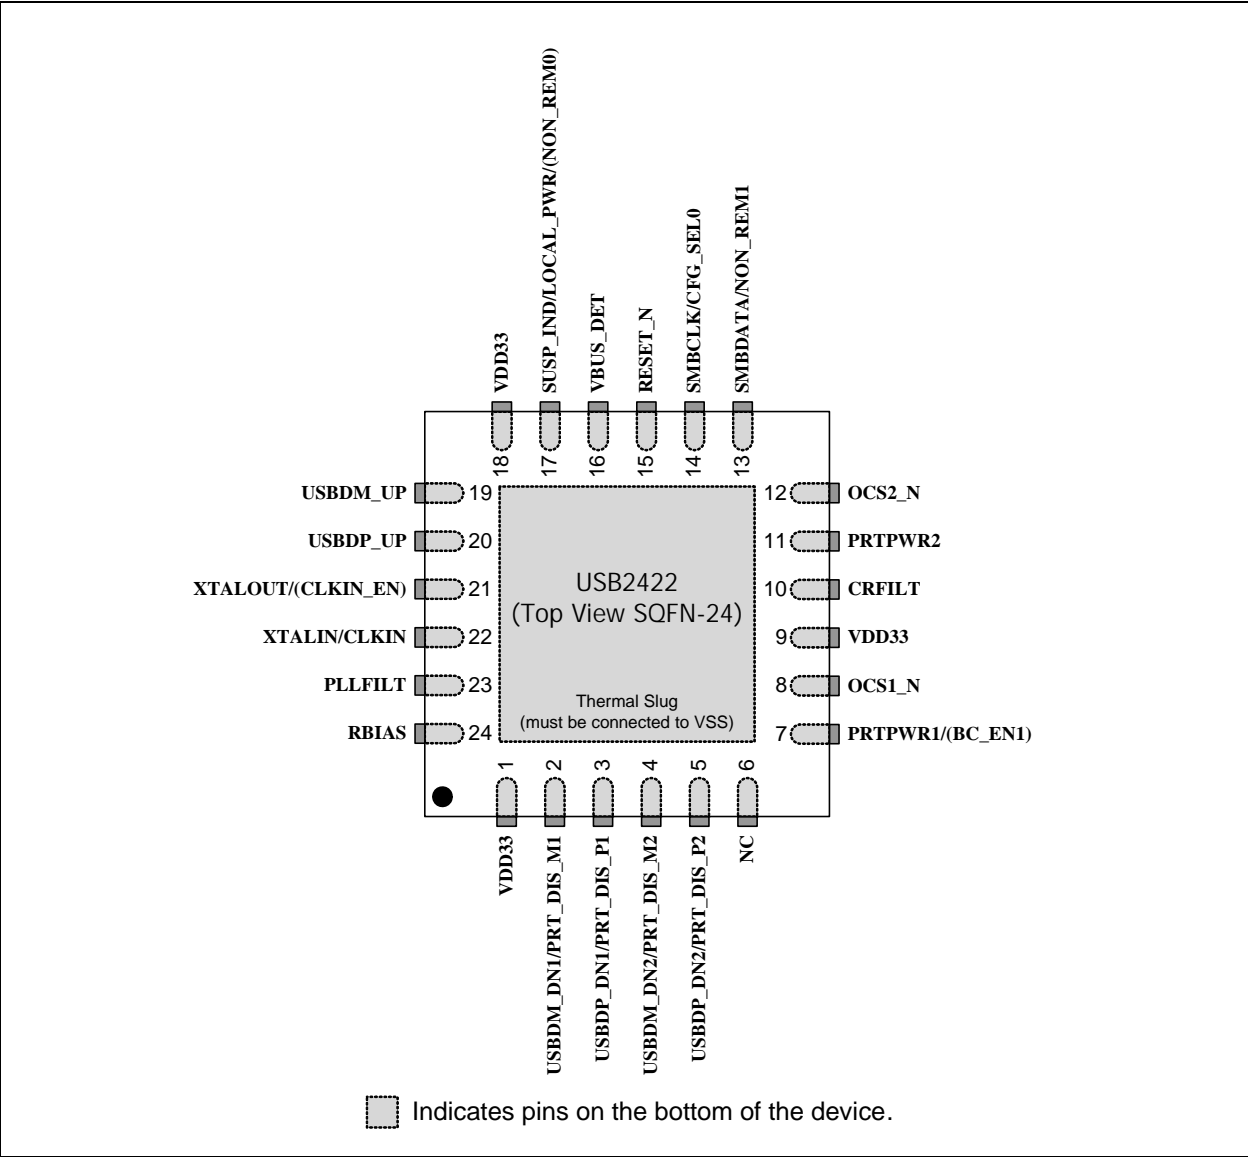 SUSP_IND/LOCAL_PWR/(NON_REM0)
VDD33
VBUS_DET
RESET_N
SMBCLK/CFG_SEL0
SMBDATA/NON_REM1
18
17
16
15
14
13
USBDM_UP 19
USBDP_UP 20
XTALOUT/(CLKIN_EN) 21
XTALIN/CLKIN 22
PLLFILT 23
RBIAS 24
USB2422
(Top View SQFN-24)
Thermal Slug
(must be connected to VSS)
12 OCS2_N
11 PRTPWR2
10 CRFILT
9 VDD33
8 OCS1_N
7 PRTPWR1/(BC_EN1)
1
2
3
4
5
6
VDD33
USBDM_DN1/PRT_DIS_M1
USBDP_DN1/PRT_DIS_P1
USBDM_DN2/PRT_DIS_M2
USBDP_DN2/PRT_DIS_P2
NC
Indicates pins on the bottom of the device.